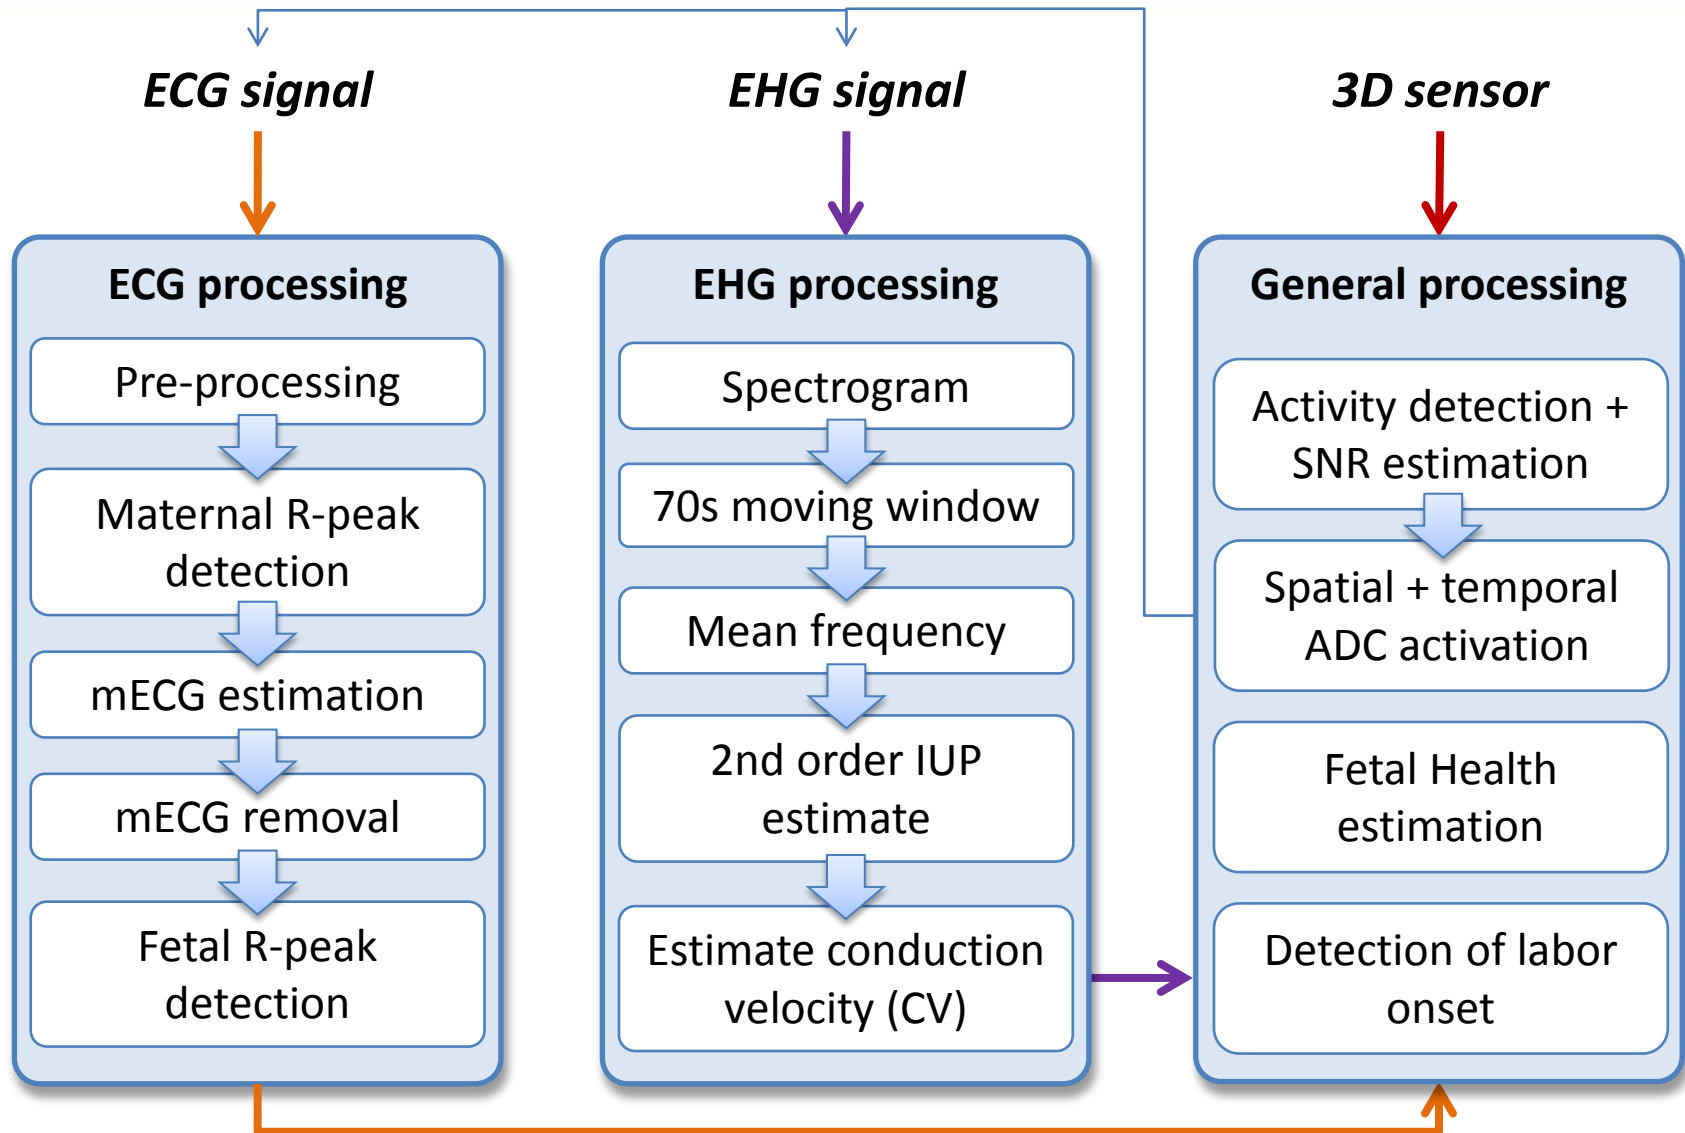 ECG signal
EHG signal
3D sensor
ECG processing
Pre-processing
Maternal R-peak
detection
mECG estimation
mECG removal
Fetal R-peak
detection
EHG processing
Spectrogram
70s moving window
Mean frequency
2nd order IUP
estimate
Estimate conduction
velocity (CV)
General processing
Activity detection +
SNR estimation
Spatial + temporal
ADC activation
Fetal Health
estimation
Detection of labor
onset